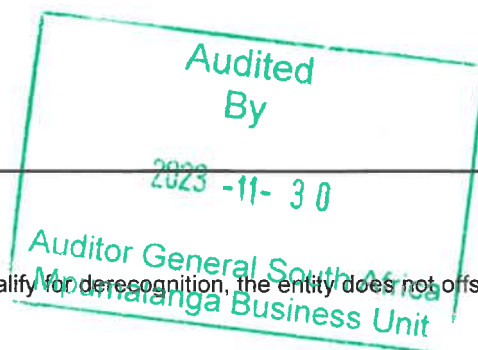 Audited
By
2023 -11- 30
Auditor General South Africa
alify for derecognition, the entity does not offs
Mpumalanga Business Unit